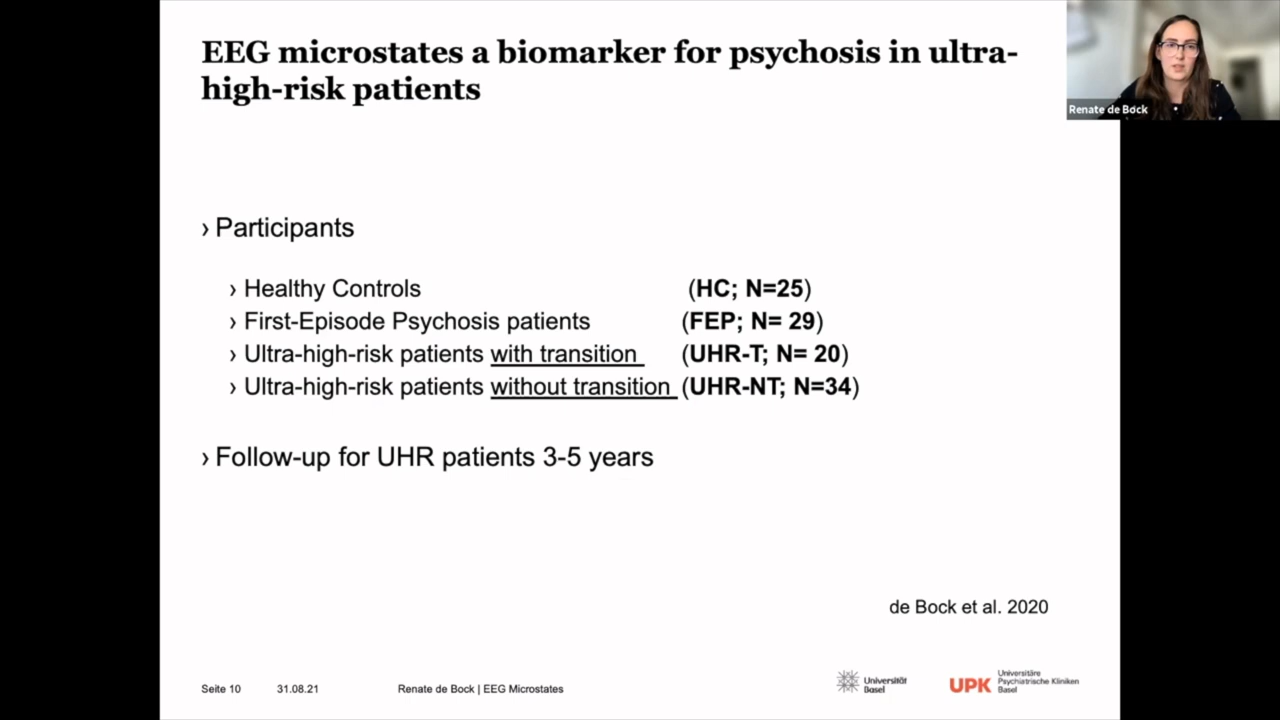 EEG microstates a biomarker for psychosis in ultra-
high-risk patients
Renate de Bock
› Participants
› Healthy Controls (HC; N=25)
› First-Episode Psychosis patients (FEP; N= 29)
› Ultra-high-risk patients with transition (UHR-T; N= 20)
› Ultra-high-risk patients without transition (UHR-NT; N=34)
› Follow-up for UHR patients 3-5 years
de Bock et al. 2020
Seite 10 31.08.21 Renate de Bock | EEG Microstates
Universität
Basel
UPK
Universitäre
Psychiatrische Kliniken
Basel